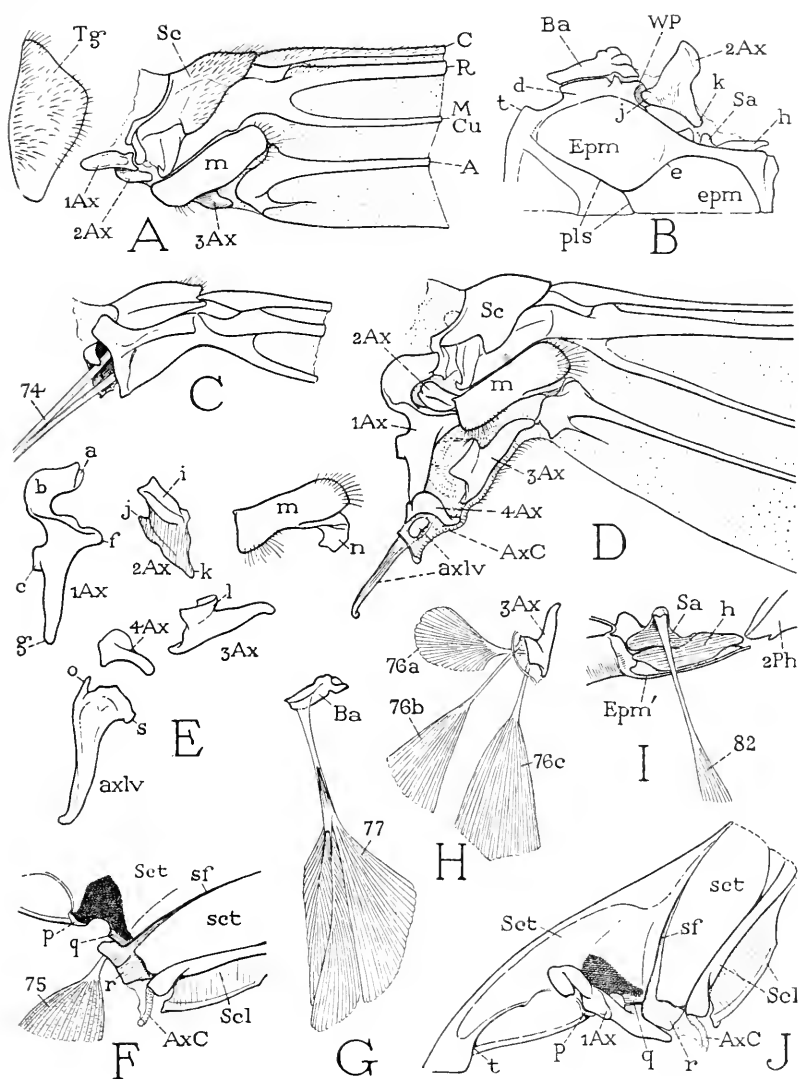 Tg
Sc
C
R
M
Cu
A
m
1Ax
2Ax
3Ax
A
Ba
WP
2Ax
d
t
j
k
Sa
h
Epm
e
epm
pls
B
74
C
Sc
2Ax
m
1Ax
3Ax
4Ax
AxC
axlv
D
a
b
f
c
1Ax
g
i
j
2Ax
k
m
n
4Ax
l
3Ax
o
s
axlv
E
Ba
77
G
3Ax
76a
76b
76c
H
Sa
h
2Ph
Epm'
82
I
Sct
sf
sct
p
q
r
75
Scl
AxC
F
Sct
sct
sf
Scl
p
1Ax
q
r
AxC
t
J